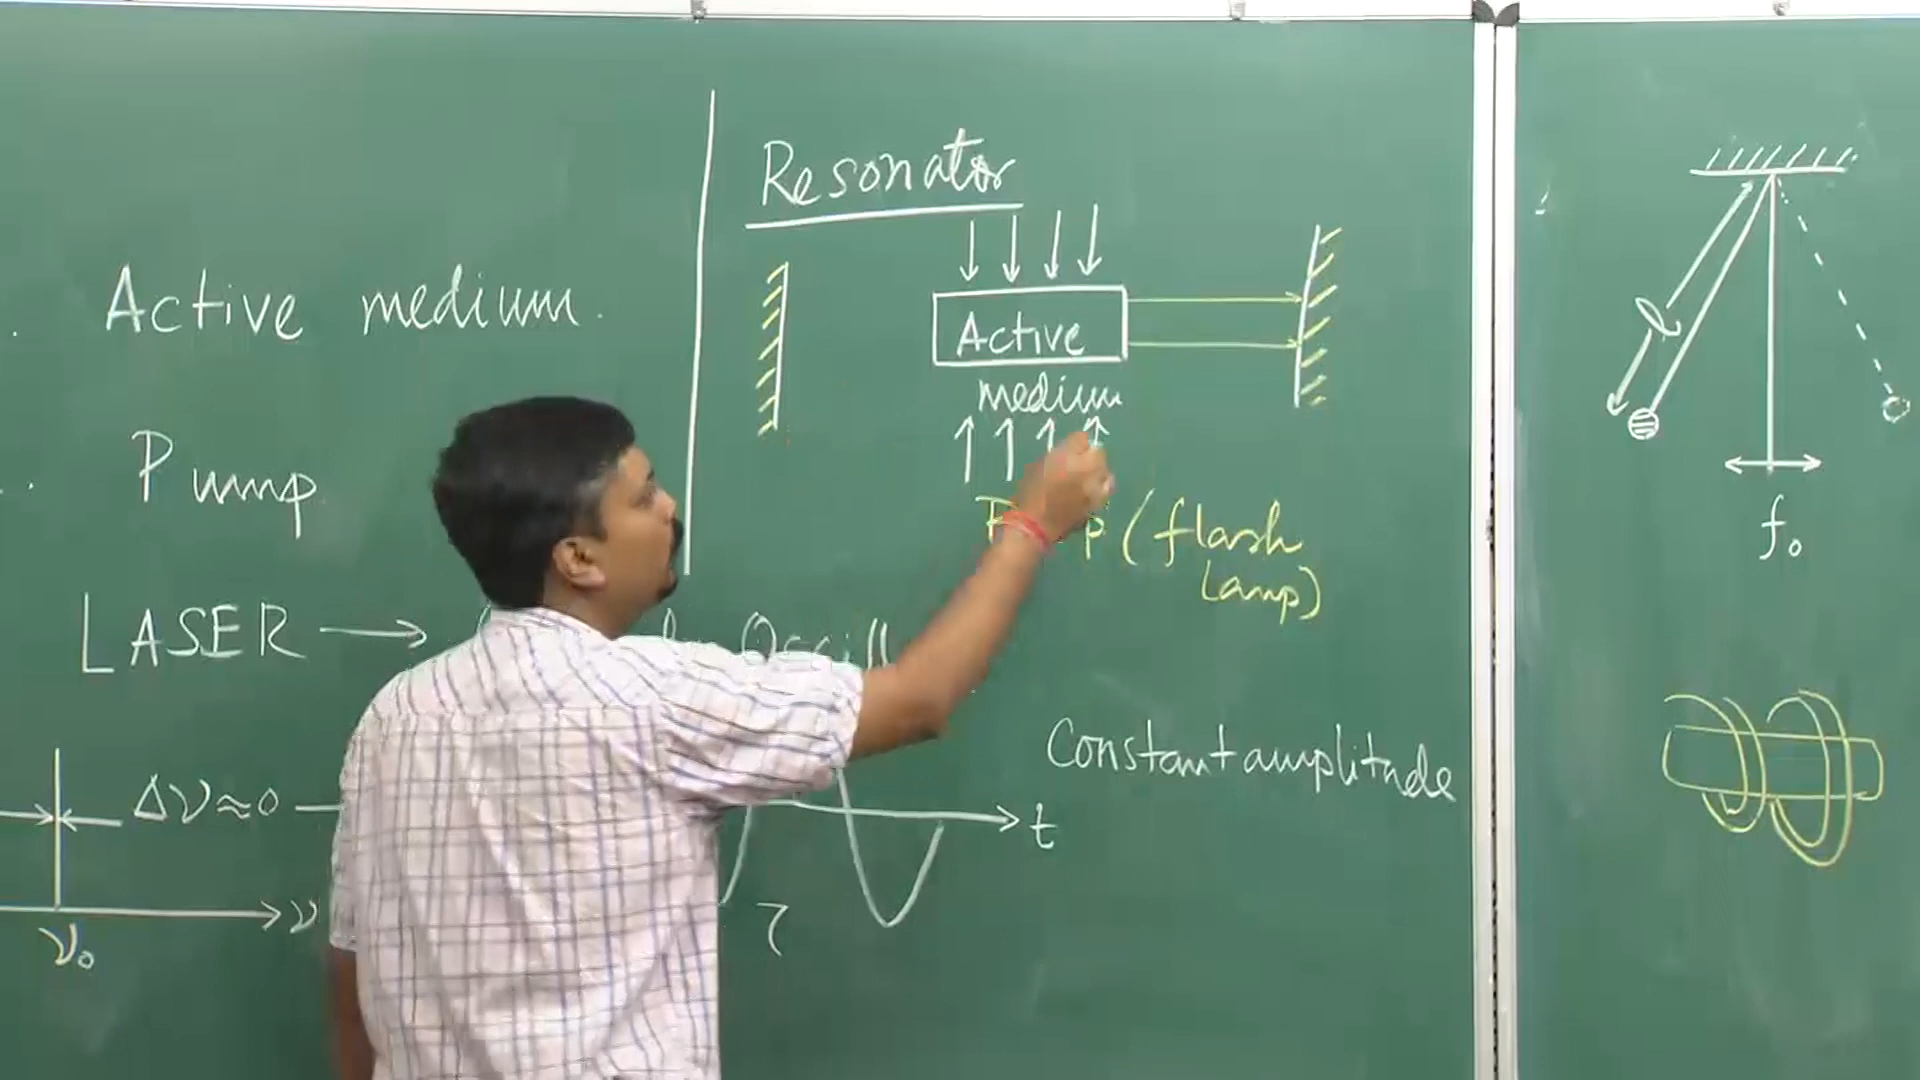 Active medium.
Pump
LASER →
Δν≈0
ν
ν₀
Resonator
Active
medium
(flash
lamp)
Constant amplitude
t
f₀
l